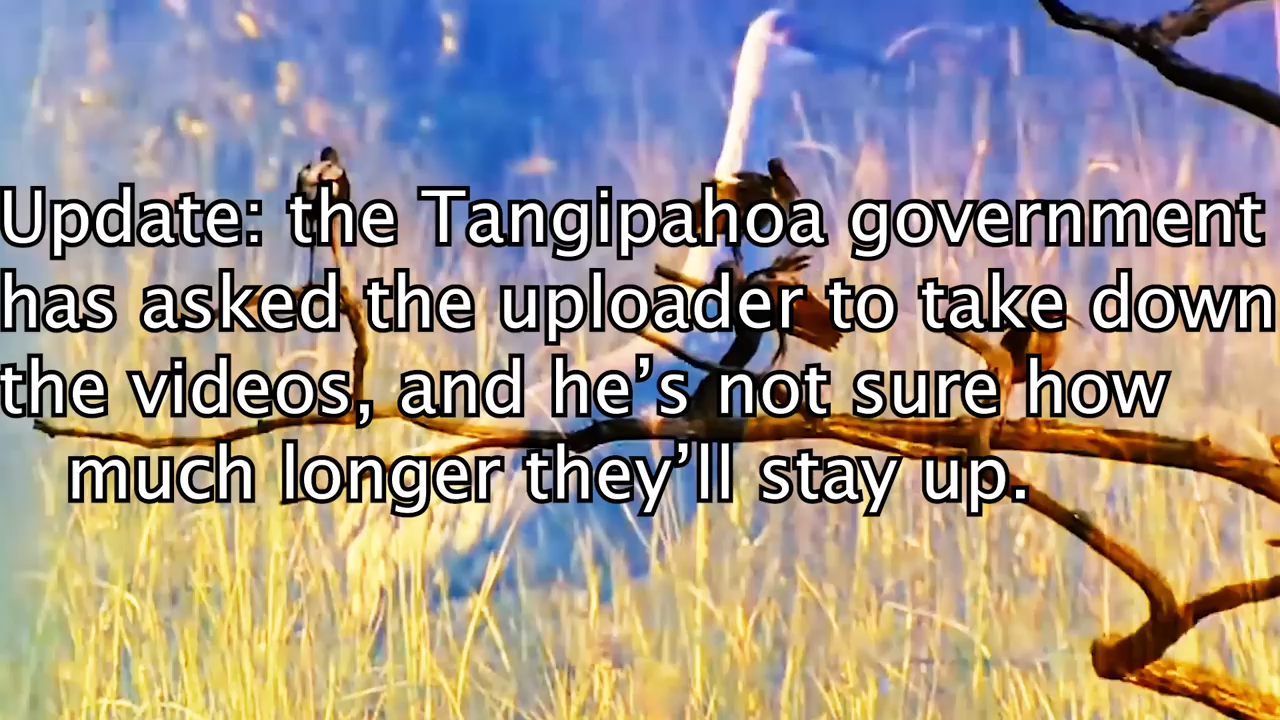 Update: the Tangipahoa government
has asked the uploader to take down
the videos, and he’s not sure how
much longer they’ll stay up.